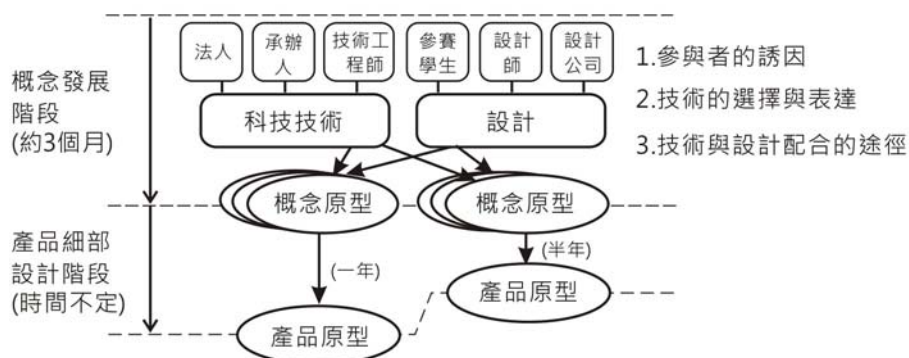 法人
承辦
人
技術工
程師
參賽
學生
設計
師
設計
公司
科技技術
設計
概念發展
階段
(約3個月)
1.參與者的誘因
2.技術的選擇與表達
3.技術與設計配合的途徑
概念原型
概念原型
產品細部
設計階段
(時間不定)
(一年)
(半年)
產品原型
產品原型